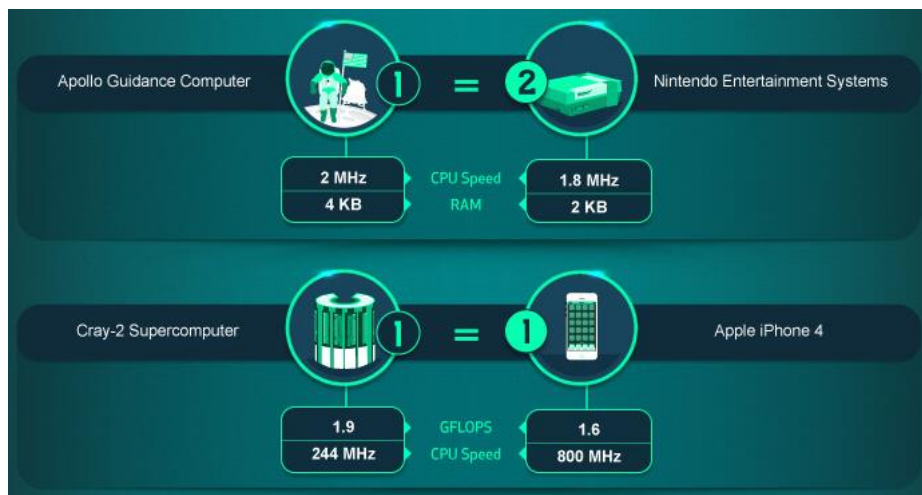 Apollo Guidance Computer
1
=
2
Nintendo Entertainment Systems
2 MHz
CPU Speed
1.8 MHz
4 KB
RAM
2 KB
Cray-2 Supercomputer
1
=
1
Apple iPhone 4
1.9
GFLOPS
1.6
244 MHz
CPU Speed
800 MHz